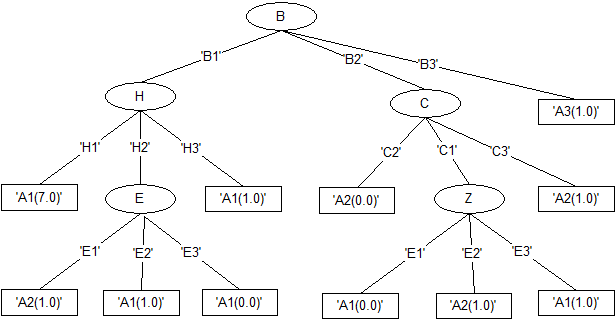 B
'B1'
'B2'
'B3'
H
C
'A3(1.0)'
'H1'
'H2'
'H3'
'C2'
'C1'
C3'
'A1(7.0)'
E
'A1(1.0)'
'A2(0.0)'
Z
'A2(1.0)'
'E1'
'E2'
'E3'
'E1'
'E2'
'E3'
'A2(1.0)'
'A1(1.0)'
'A1(0.0)'
'A1(0.0)'
'A2(1.0)'
'A1(1.0)'